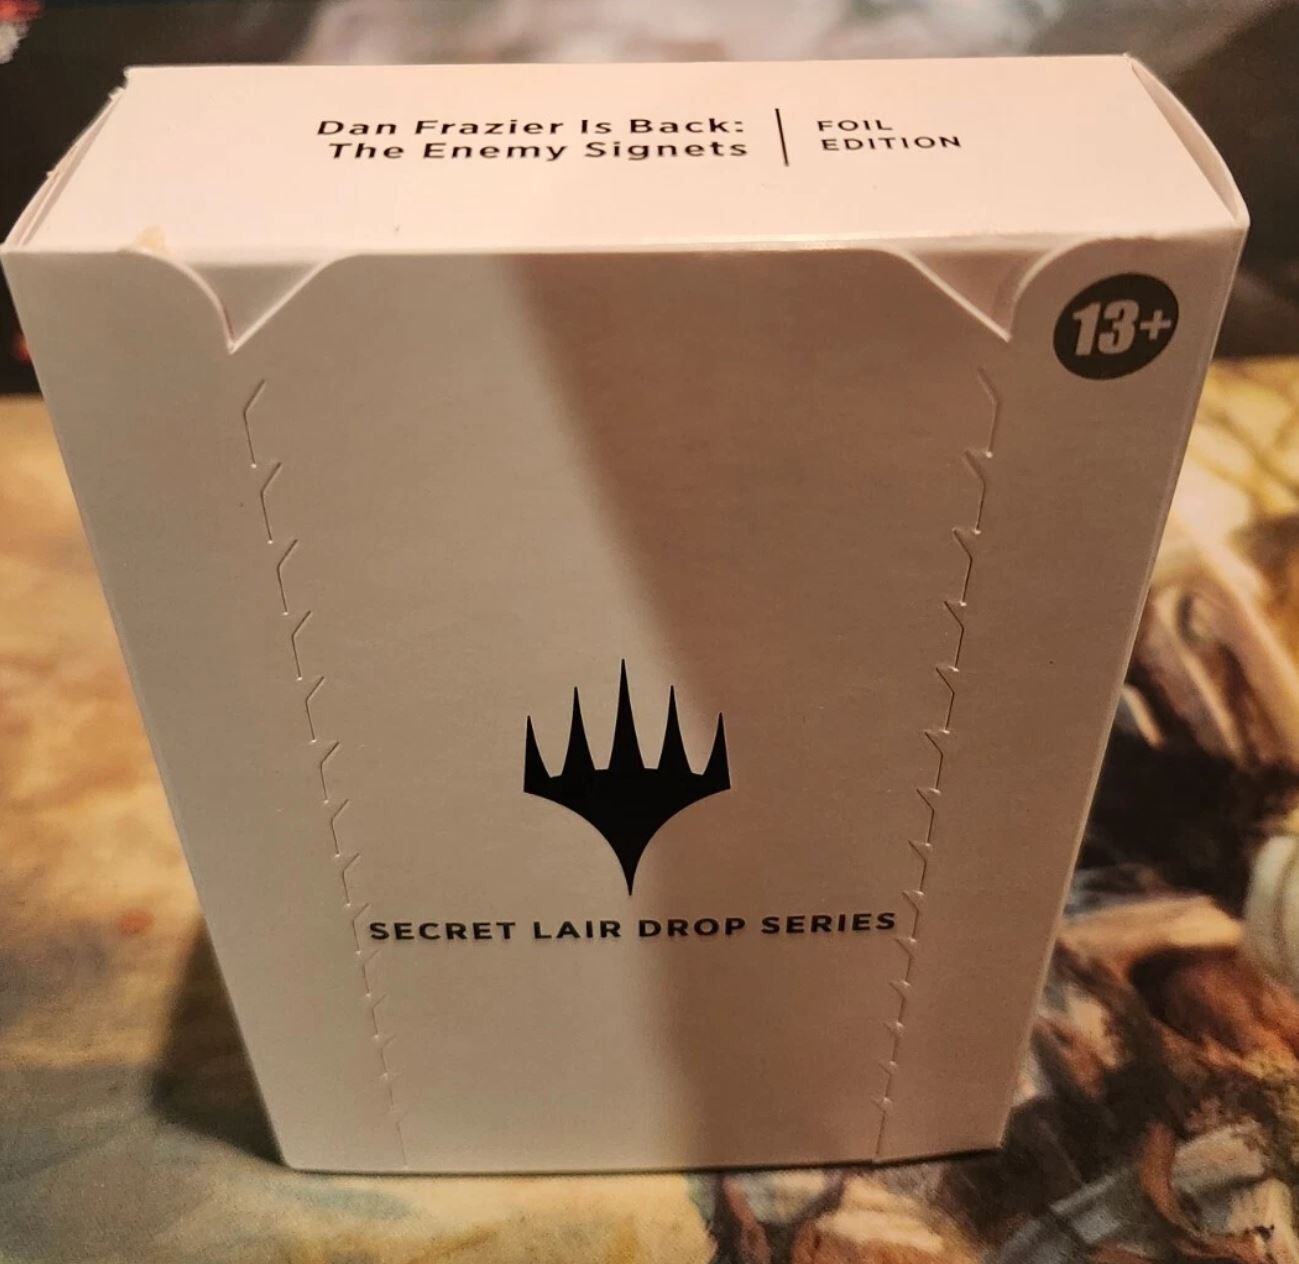 Dan Frazier Is Back:
The Enemy Signets
FOIL
EDITION
13+
SECRET LAIR DROP SERIES